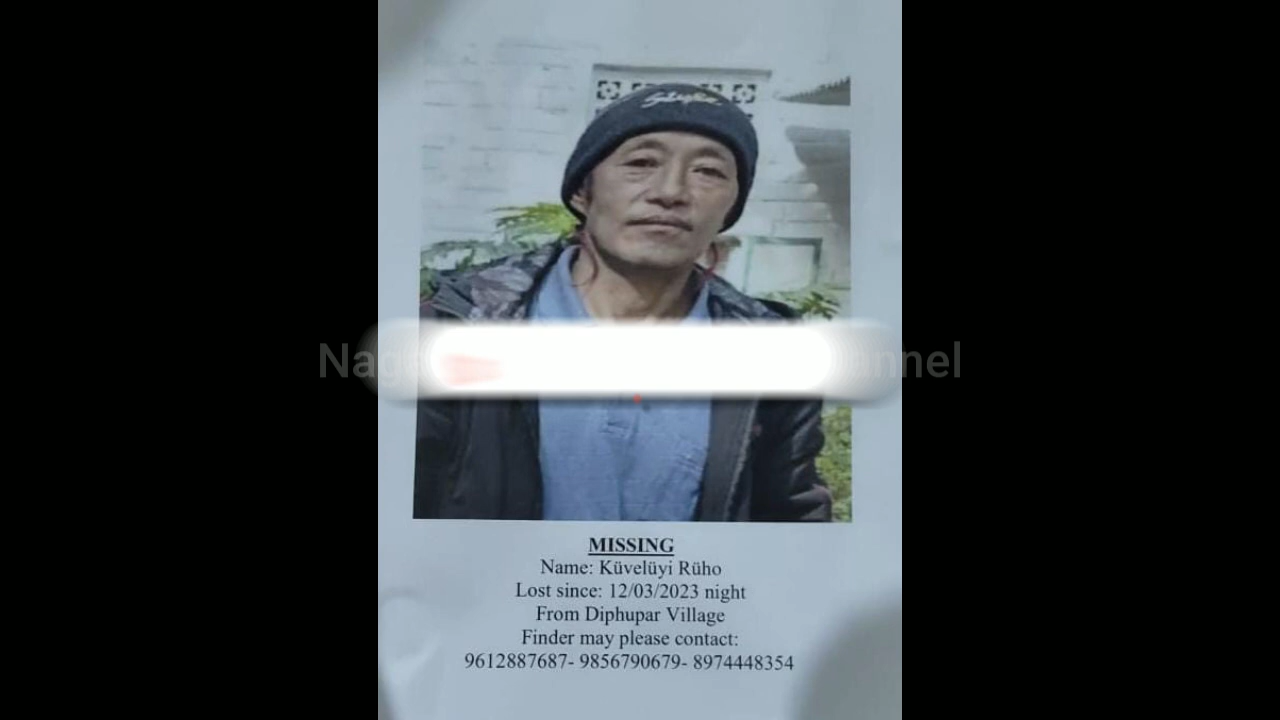 MISSING
Name: Küvelüyi Rüho
Lost since: 12/03/2023 night
From Diphupar Village
Finder may please contact:
9612887687- 9856790679- 8974448354